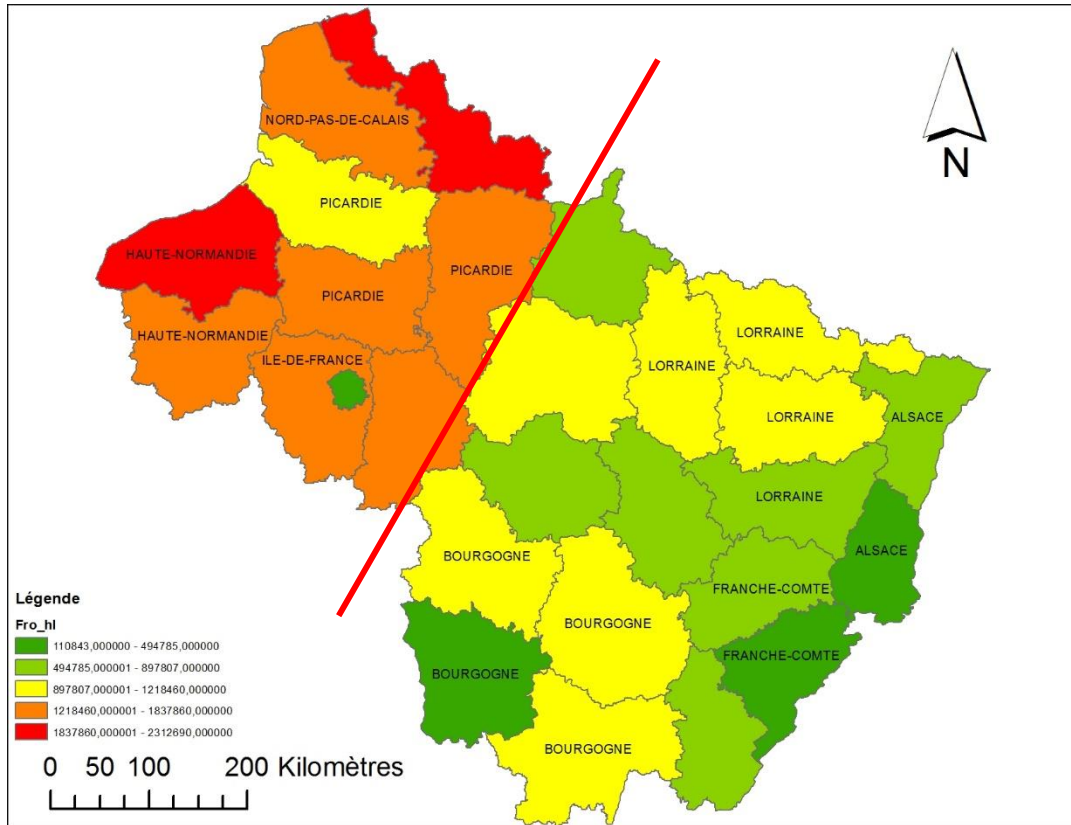 NORD-PAS-DE-CALAIS
N
PICARDIE
HAUTE-NORMANDIE
PICARDIE
PICARDIE
HAUTE-NORMANDIE
LORRAINE
ILE-DE-FRANCE
LORRAINE
LORRAINE
ALSACE
LORRAINE
BOURGOGNE
ALSACE
FRANCHE-COMTE
BOURGOGNE
FRANCHE-COMTE
BOURGOGNE
BOURGOGNE
Légende
Fro_hl
110843,000000 - 494785,000000
494785,000001 - 897807,000000
897807,000001 - 1218460,000000
1218460,000001 - 1837860,000000
1837860,000001 - 2312690,000000
0 50 100 200 Kilomètres